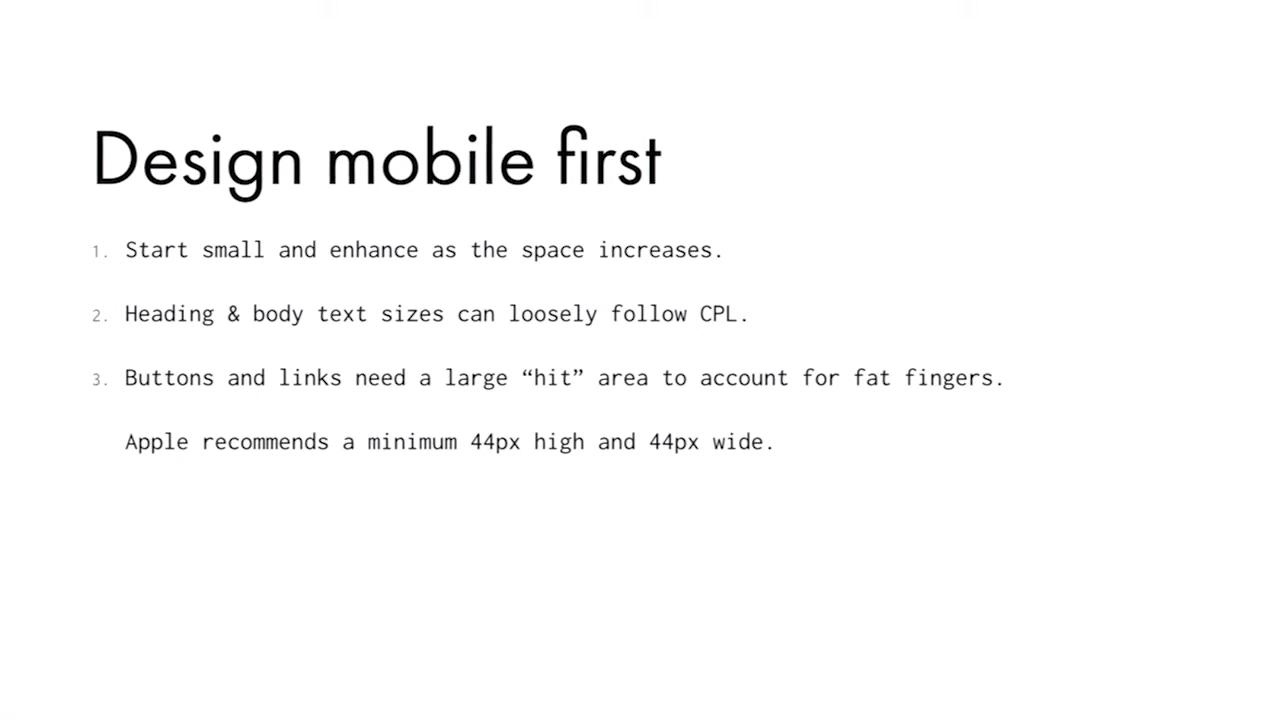 Design mobile first
1. Start small and enhance as the space increases.
2. Heading & body text sizes can loosely follow CPL.
3. Buttons and links need a large “hit” area to account for fat fingers.
Apple recommends a minimum 44px high and 44px wide.